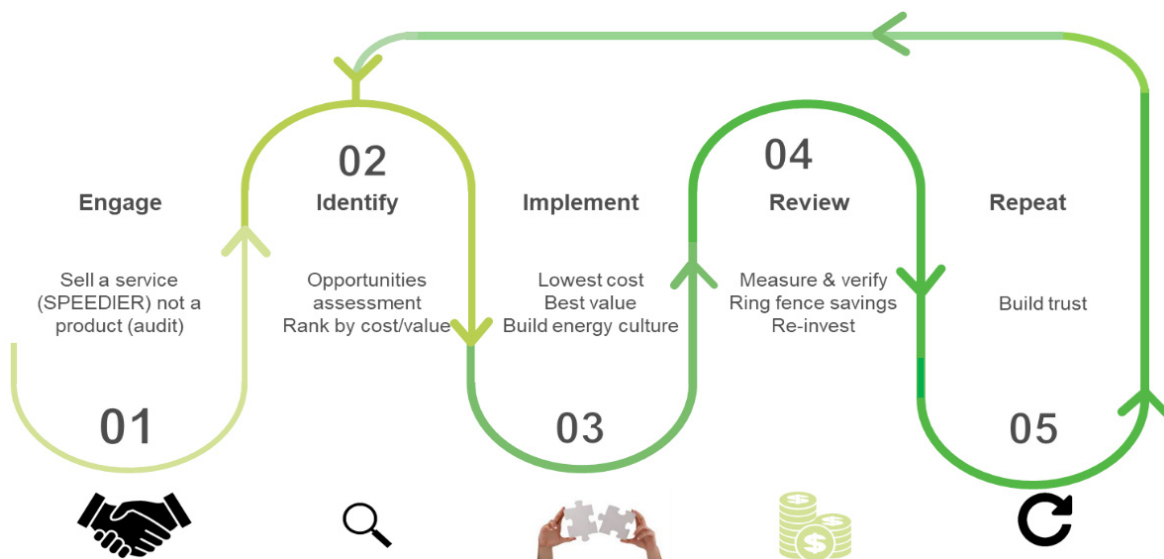 01
Engage
Sell a service
(SPEEDIER) not a
product (audit)
02
Identify
Opportunities
assessment
Rank by cost/value
03
Implement
Lowest cost
Best value
Build energy culture
04
Review
Measure & verify
Ring fence savings
Re-invest
05
Repeat
Build trust
$
$
$